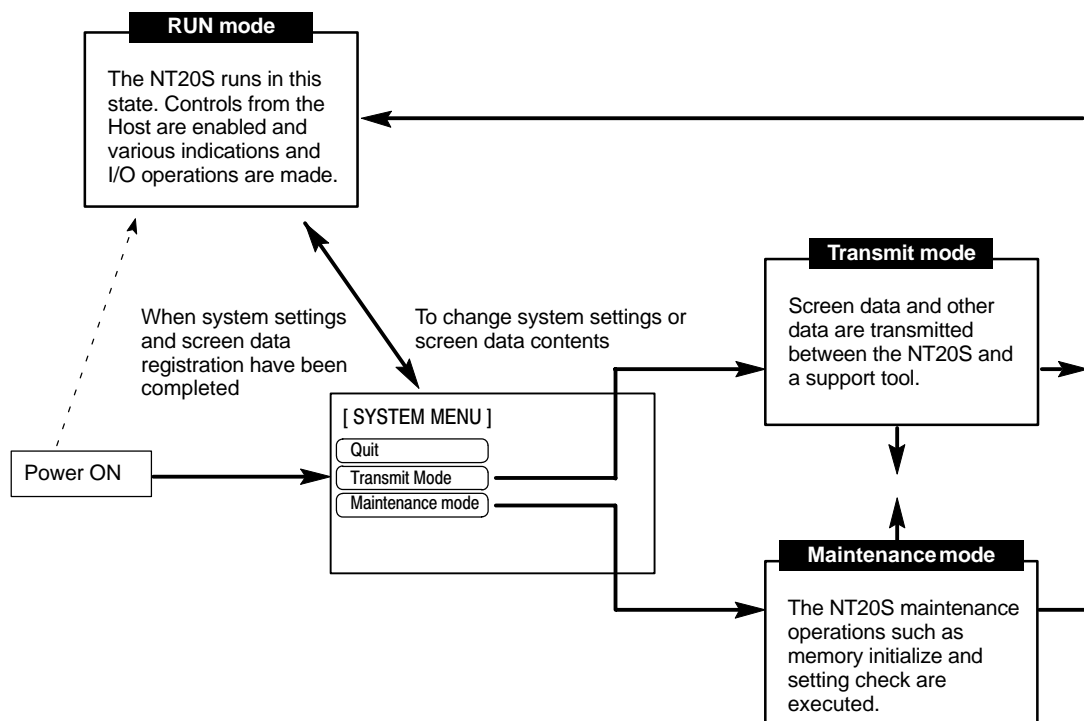 RUN mode
The NT20S runs in this
state. Controls from the
Host are enabled and
various indications and
I/O operations are made.
When system settings
and screen data
registration have been
completed
To change system settings or
screen data contents
Power ON
[ SYSTEM MENU ]
Quit
Transmit Mode
Maintenance mode
Transmit mode
Screen data and other
data are transmitted
between the NT20S and
a support tool.
Maintenance mode
The NT20S maintenance
operations such as
memory initialize and
setting check are
executed.